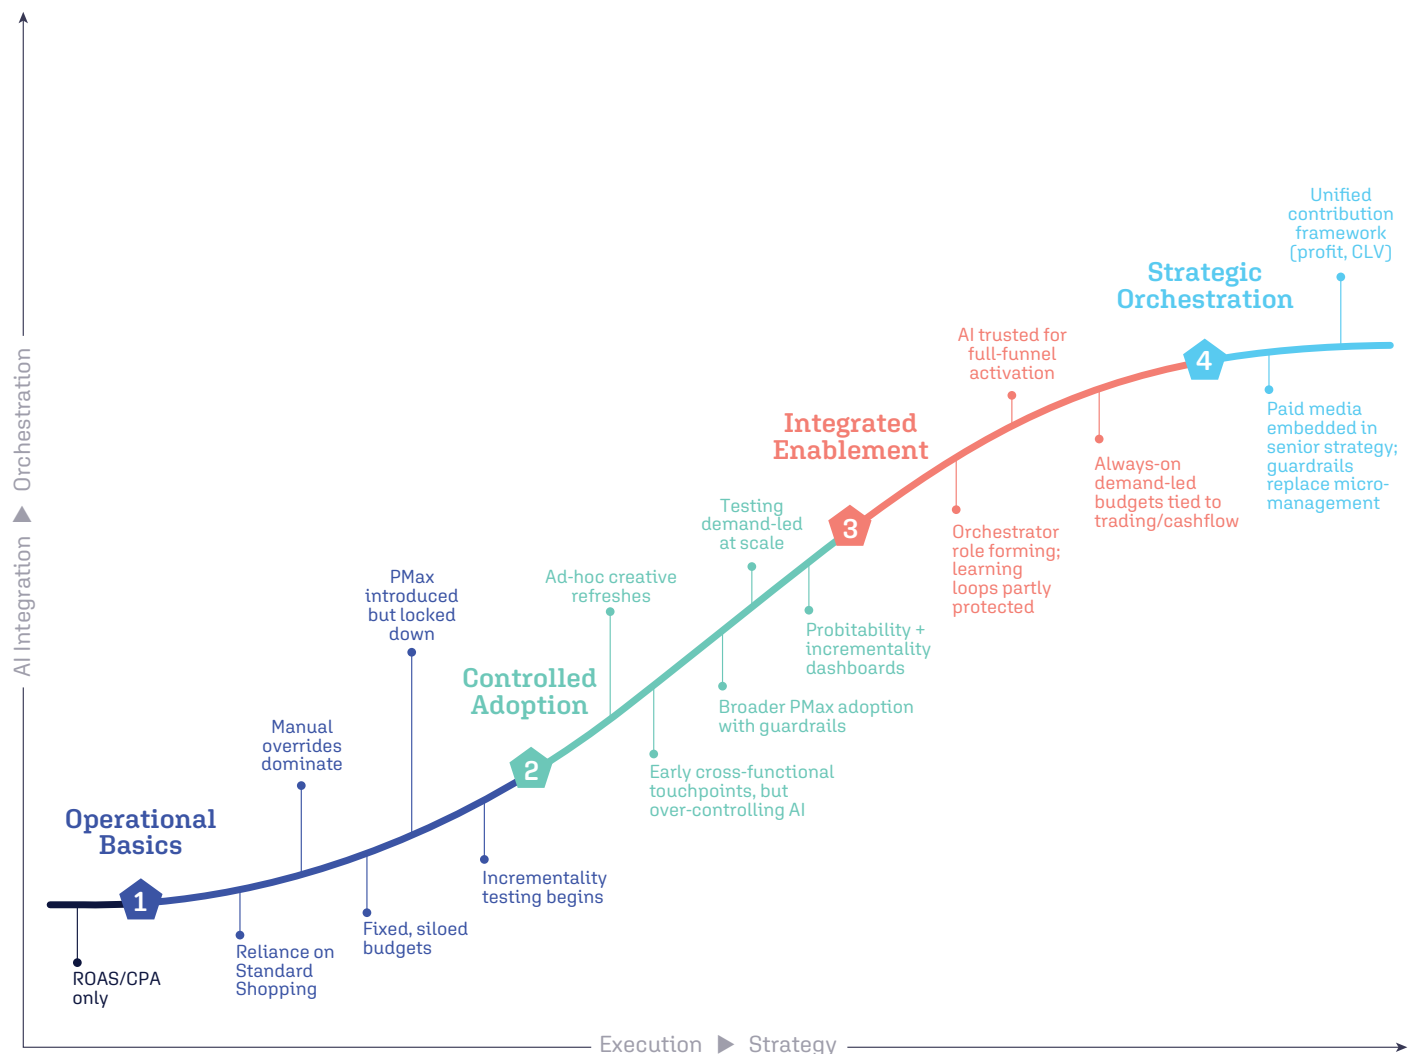 Unified
contribution
framework
(profit, CLV)
Strategic
Orchestration
4
Paid media
embedded in
senior strategy;
guardrails
replace micro-
management
AI trusted for
full-funnel
activation
Always-on
demand-led
budgets tied to
trading/cashflow
Integrated
Enablement
3
Orchestrator
role forming;
learning
loops partly
protected
Testing
demand-led
at scale
Probitability +
incrementality
dashboards
Ad-hoc creative
refreshes
Broader PMax adoption
with guardrails
Controlled
Adoption
2
Early cross-functional
touchpoints, but
over-controlling AI
PMax
introduced
but locked
down
Incrementality
testing begins
Manual
overrides
dominate
Fixed, siloed
budgets
Operational
Basics
1
Reliance on
Standard
Shopping
ROAS/CPA
only
AI Integration ▶ Orchestration
Execution ▶ Strategy